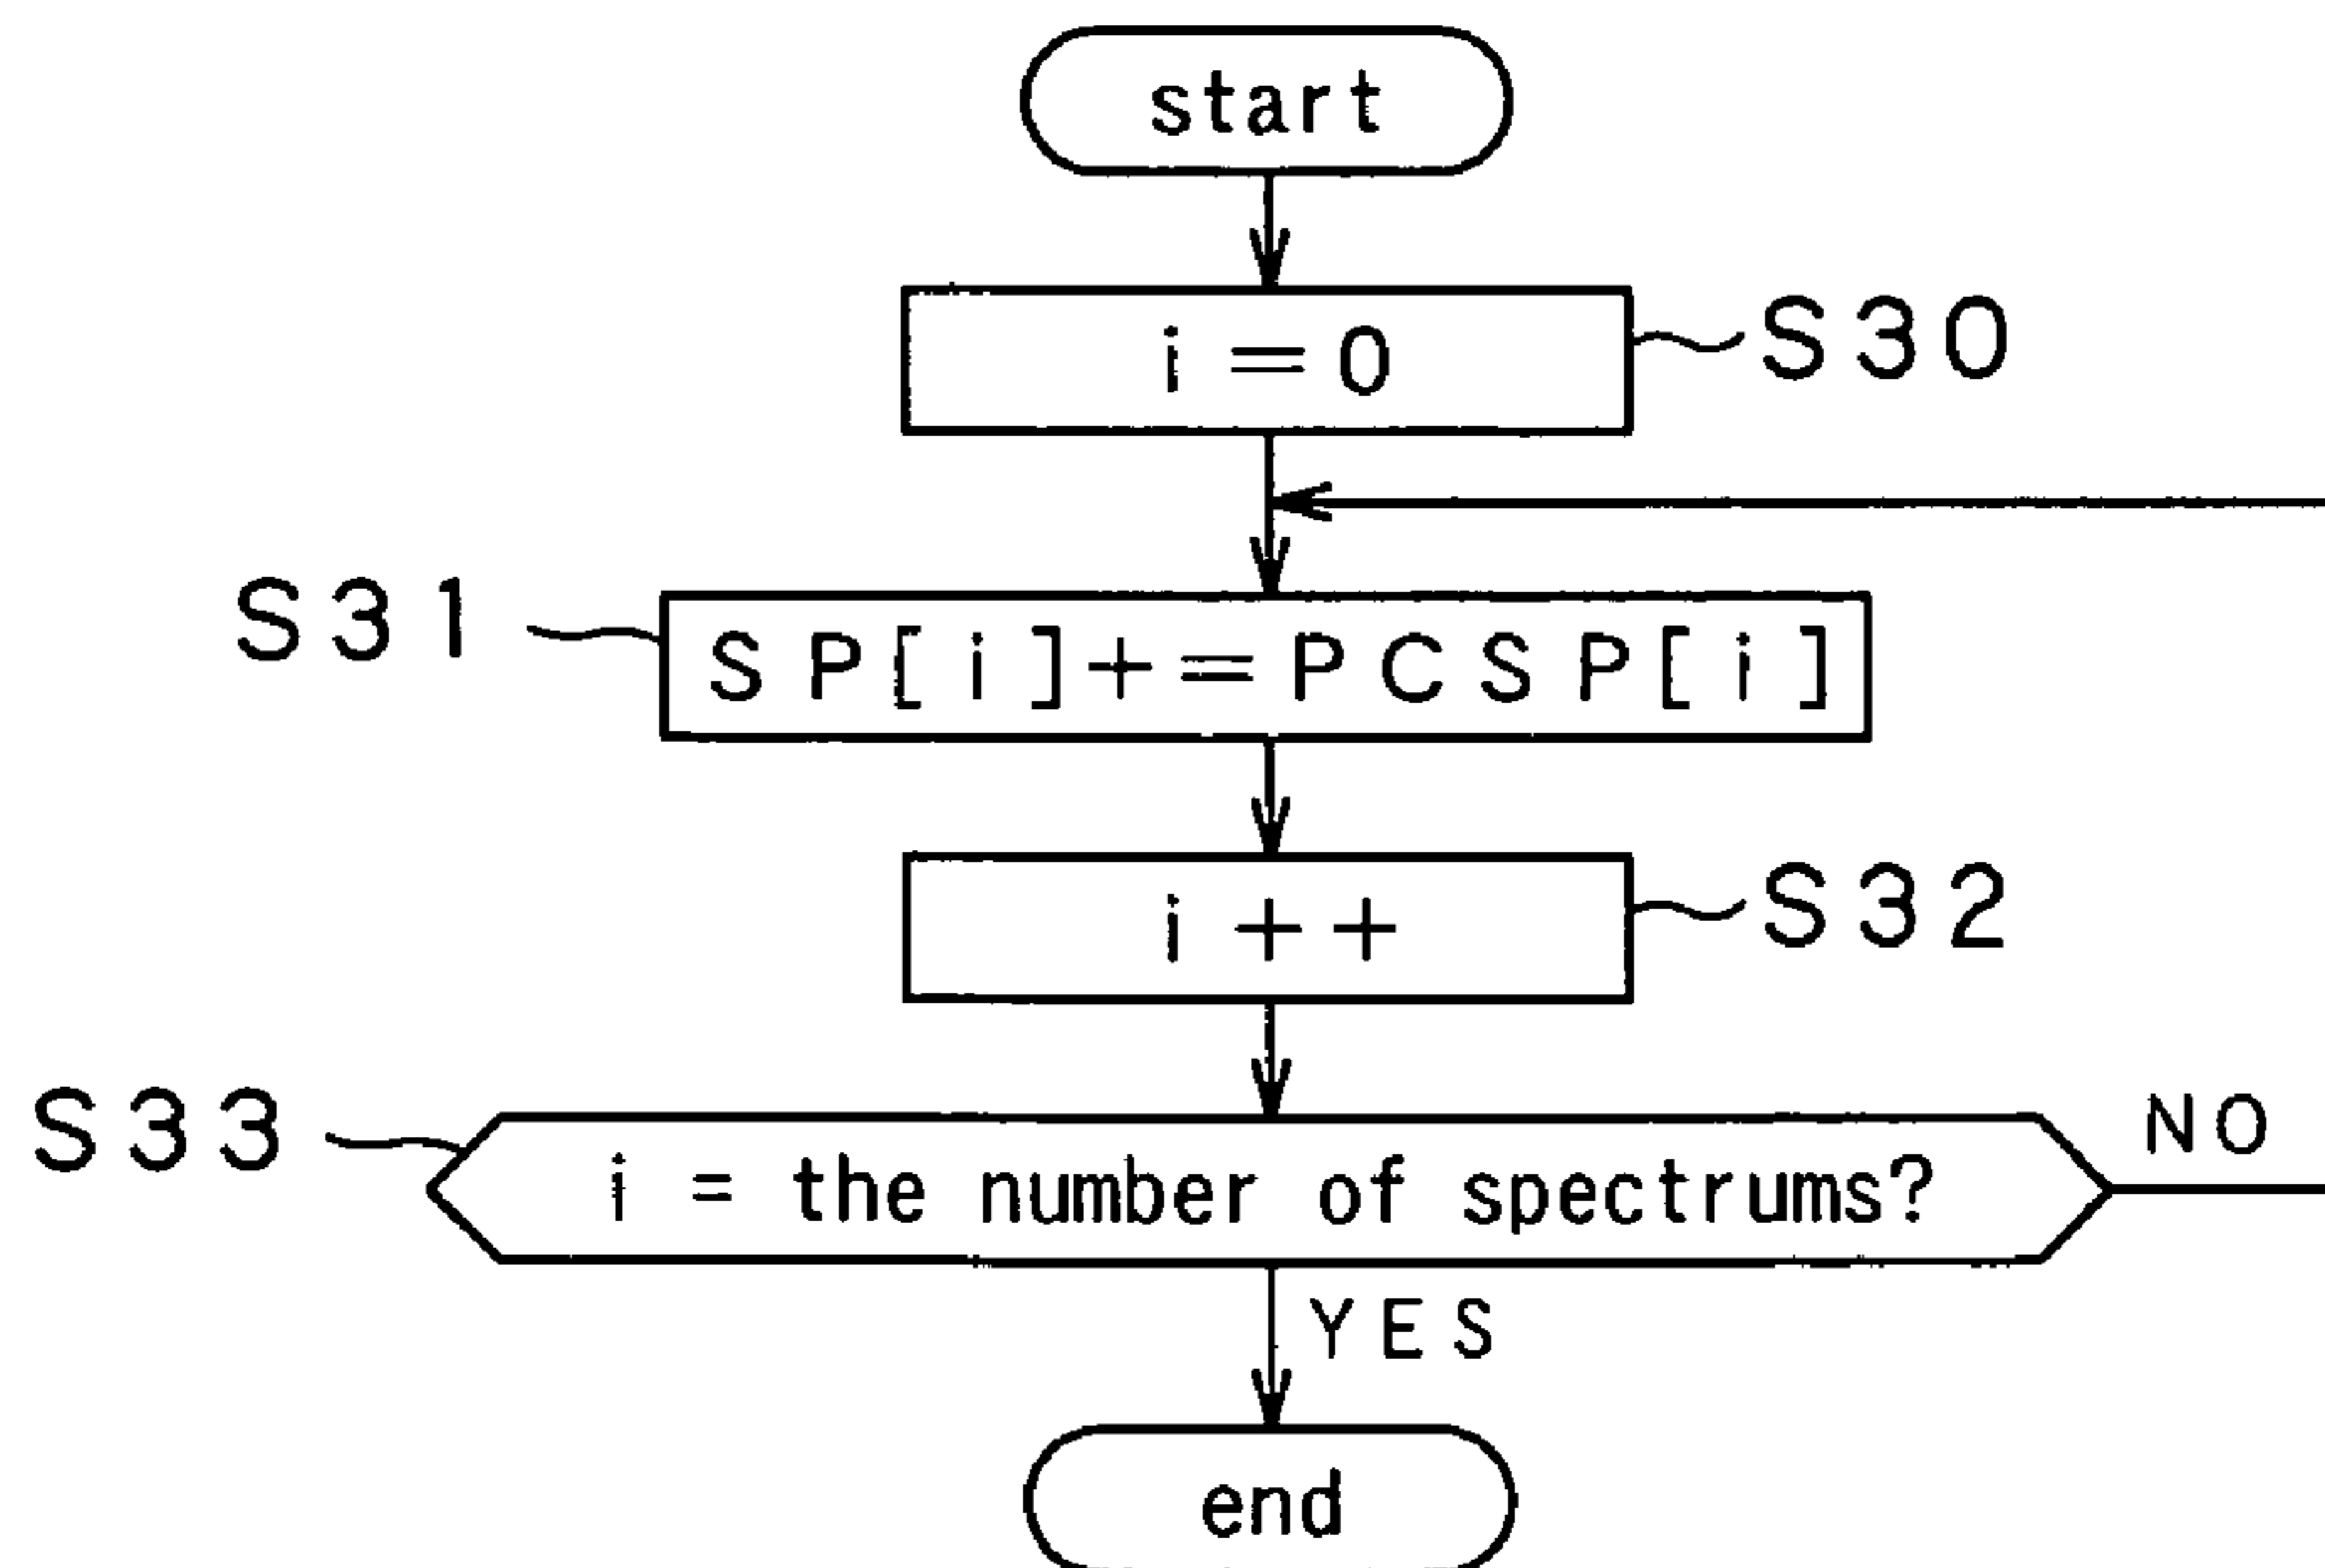 start
i=0
S30
S31
SP[i]+=PCSP[i]
i++
S32
S33
i = the number of spectrums?
NO
YES
end